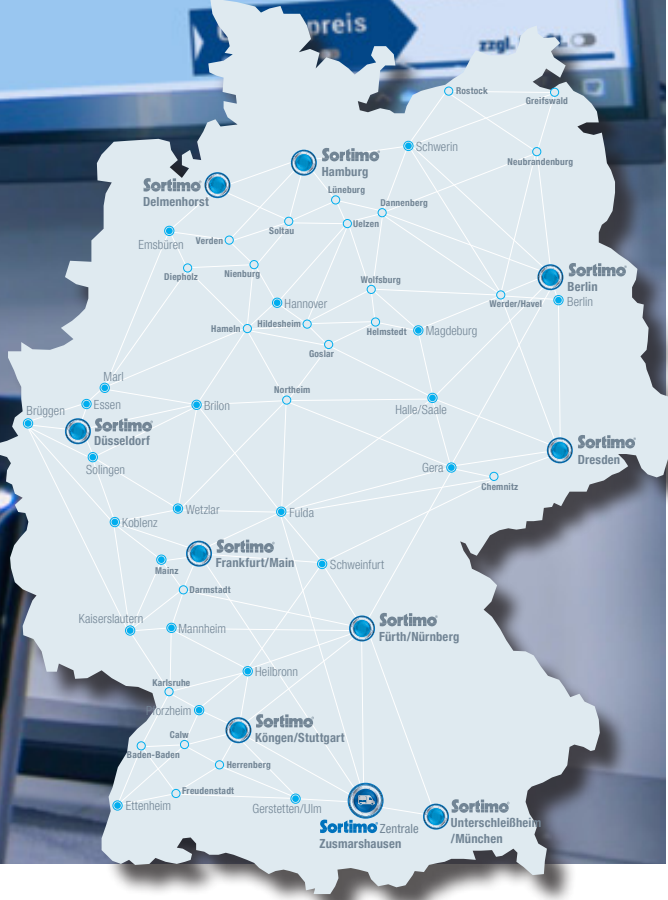 preis
zzgl.
Rostock
Greifswald
Schwerin
Neubrandenburg
Sortimo®
Hamburg
Sortimo®
Delmenhorst
Lüneburg
Dannenberg
Uelzen
Soltau
Verden
Emsbüren
Diepholz
Nienburg
Sortimo®
Berlin
Berlin
Wolfsburg
Werder/Havel
Hannover
Hildesheim
Hameln
Helmstedt
Magdeburg
Goslar
Marl
Essen
Brüggen
Brilon
Northeim
Halle/Saale
Sortimo®
Düsseldorf
Sortimo®
Dresden
Solingen
Gera
Chemnitz
Wetzlar
Fulda
Koblenz
Sortimo®
Frankfurt/Main
Schweinfurt
Mainz
Darmstadt
Kaiserslautern
Mannheim
Sortimo®
Fürth/Nürnberg
Heilbronn
Karlsruhe
Pforzheim
Sortimo®
Köngen/Stuttgart
Calw
Baden-Baden
Herrenberg
Freudenstadt
Ettenheim
Gerstetten/Ulm
Sortimo® Zentrale
Zusmarshausen
Sortimo®
Unterschleißheim
/München